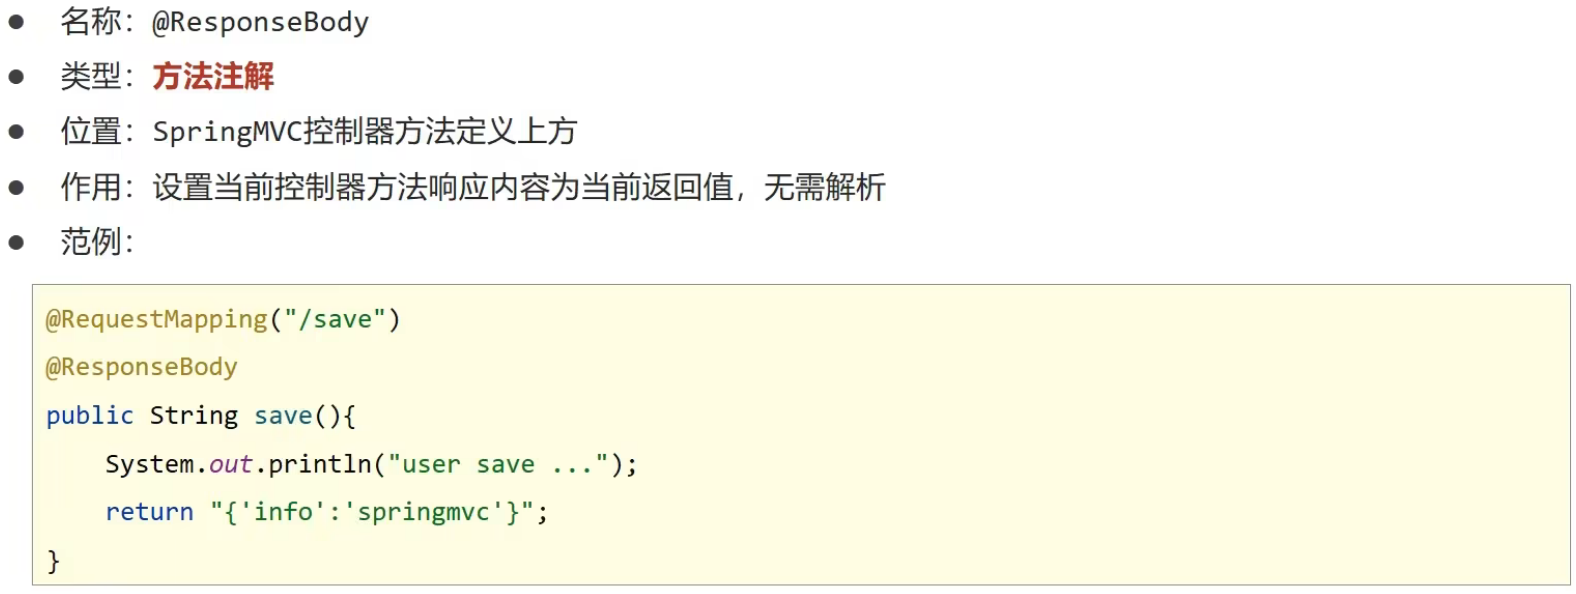 ● 名称：@ResponseBody
● 类型：方法注解
● 位置：SpringMVC控制器方法定义上方
● 作用：设置当前控制器方法响应内容为当前返回值，无需解析
● 范例：
@RequestMapping("/save")
@ResponseBody
public String save(){
    System.out.println("user save ...");
    return "{'info':'springmvc'}";
}